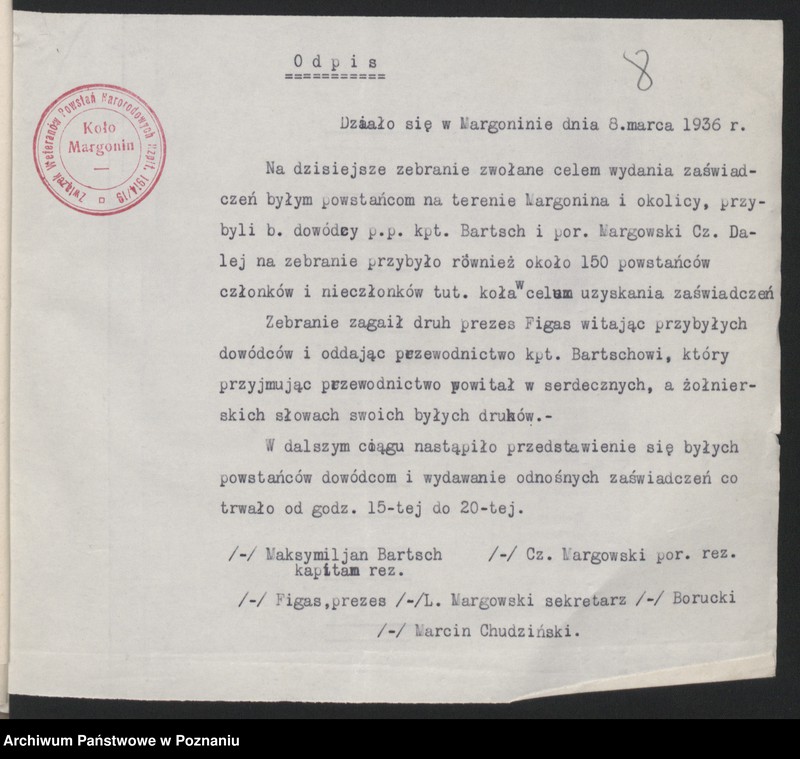 Odpis
8
Związek Weteranów Powstań Narodowych Rzplt. 1914/19
Koło
Margonin
Działo się w Margoninie dnia 8.marca 1936 r.
Na dzisiejsze zebranie zwołane celem wydania zaświad-
czeń byłym powstańcom na terenie Margonina i okolicy, przy-
byli b. dowódcy p.p. kpt. Bartsch i por. Margowski Cz. Da-
lej na zebranie przybyło również około 150 powstańców
członków i nieczłonków tut. koła w celum uzyskania zaświadczeń
Zebranie zagaił druh prezes Figas witając przybyłych
dowódców i oddając przewodnictwo kpt. Bartschowi, który
przyjmując przewodnictwo powitał w serdecznych, a żołnier-
skich słowach swoich byłych druhów.-
W dalszym ciągu nastąpiło przedstawienie się byłych
powstańców dowódcom i wydawanie odnośnych zaświadczeń co
trwało od godz. 15-tej do 20-tej.
/-/ Maksymiljan Bartsch /-/ Cz. Margowski por. rez.
kapitan rez.
/-/ Figas,prezes /-/L. Margowski sekretarz /-/ Borucki
/-/ Marcin Chudziński.
Archiwum Państwowe w Poznaniu